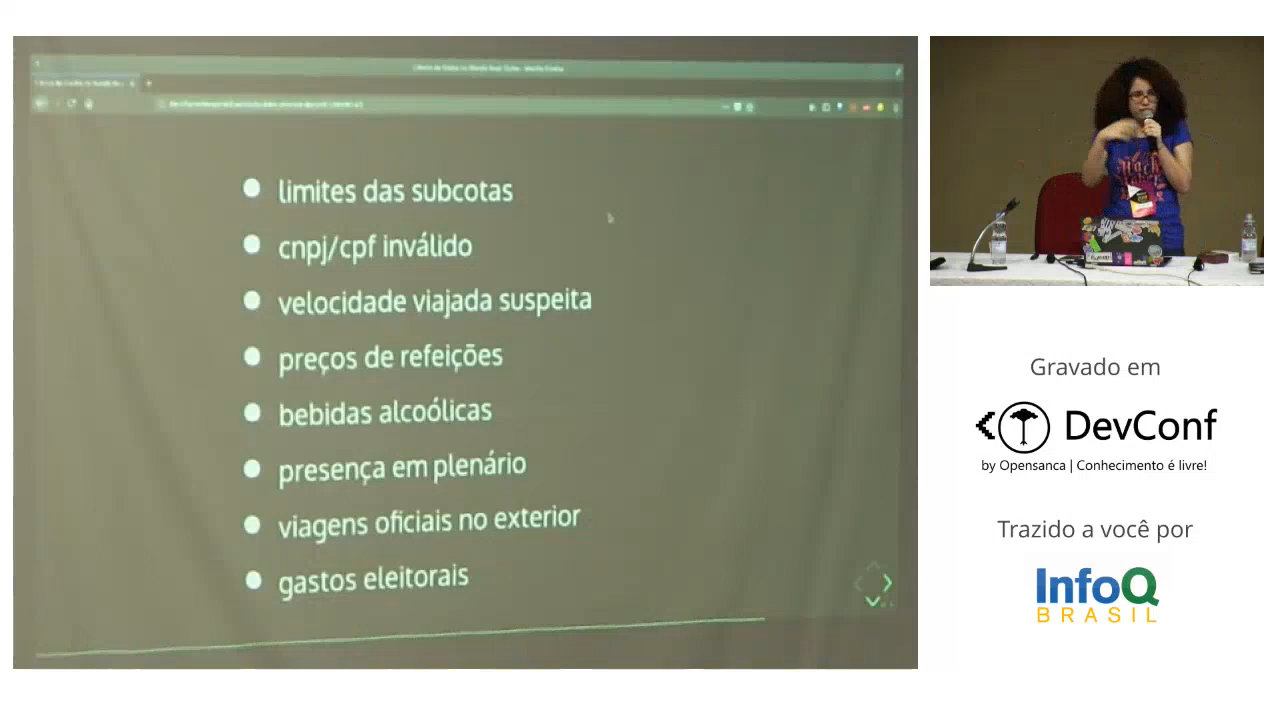 limites das subcotas
cnpj/cpf inválido
velocidade viajada suspeita
preços de refeições
bebidas alcoólicas
presença em plenário
viagens oficiais no exterior
gastos eleitorais
Gravado em
DevConf
by Opensanca | Conhecimento é livre!
Trazido a você por
InfoQ
BRASIL